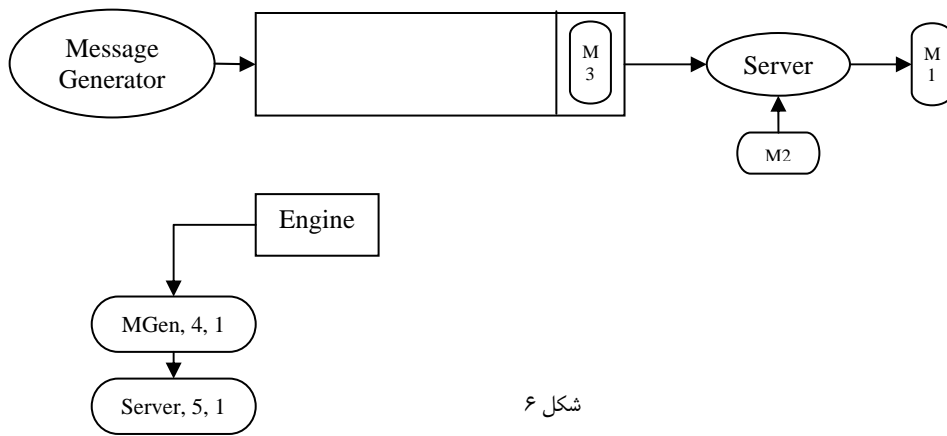 Message
Generator
M
3
Server
M
1
M2
Engine
MGen, 4, 1
Server, 5, 1
شکل ۶